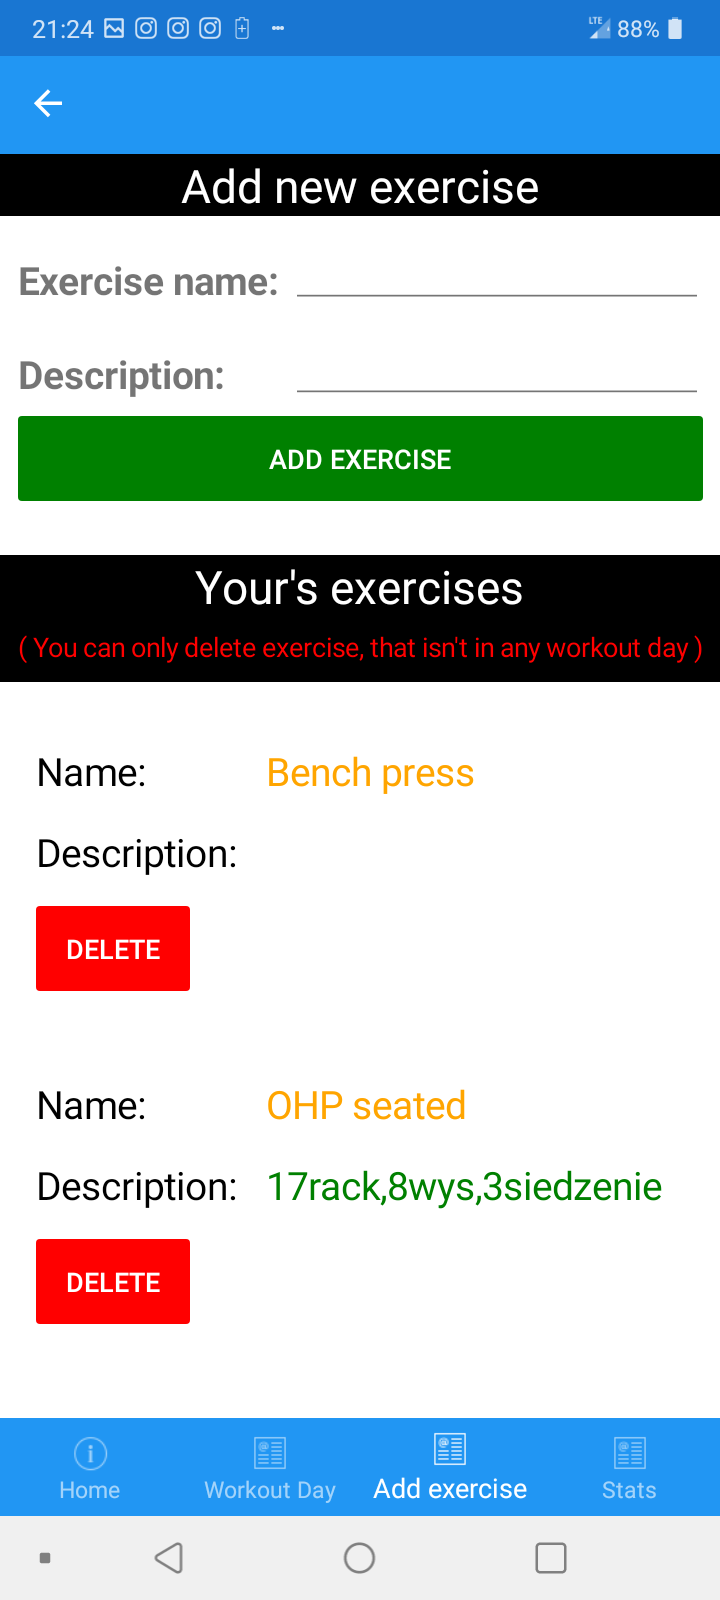 21:24 LTE 88%
Add new exercise
Exercise name:
Description:
ADD EXERCISE
Your's exercises
( You can only delete exercise, that isn't in any workout day )
Name: Bench press
Description:
DELETE
Name: OHP seated
Description: 17rack,8wys,3siedzenie
DELETE
Home Workout Day Add exercise Stats